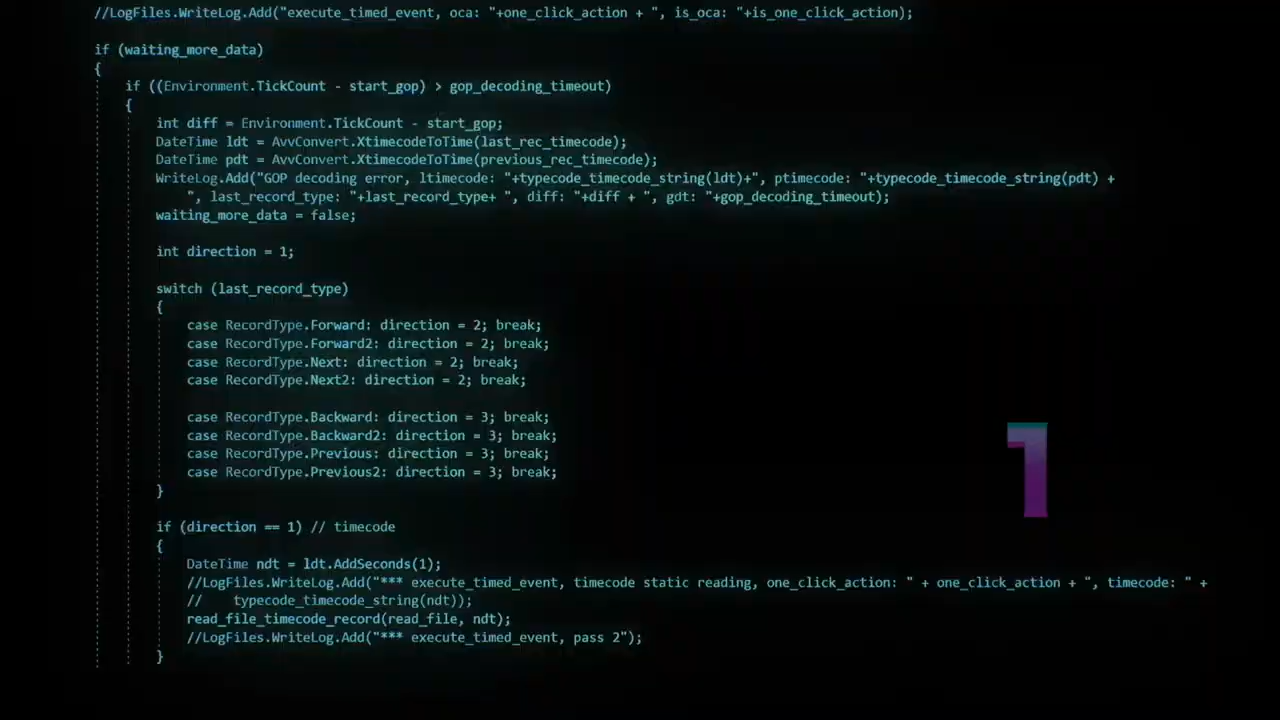 //LogFiles.WriteLog.Add("execute_timed_event, oca: "+one_click_action + ", is_oca: "+is_one_click_action);
if (waiting_more_data)
{
if ((Environment.TickCount - start_gop) > gop_decoding_timeout)
{
int diff = Environment.TickCount - start_gop;
DateTime ldt = AvvConvert.XtimecodeToTime(last_rec_timecode);
DateTime pdt = AvvConvert.XtimecodeToTime(previous_rec_timecode);
WriteLog.Add("GOP decoding error, ltimecode: "+typecode_timecode_string(ldt)+", ptimecode: "+typecode_timecode_string(pdt) +
", last_record_type: "+last_record_type+ ", diff: "+diff + ", gdt: "+gop_decoding_timeout);
waiting_more_data = false;
int direction = 1;
switch (last_record_type)
{
case RecordType.Forward: direction = 2; break;
case RecordType.Forward2: direction = 2; break;
case RecordType.Next: direction = 2; break;
case RecordType.Next2: direction = 2; break;
case RecordType.Backward: direction = 3; break;
case RecordType.Backward2: direction = 3; break;
case RecordType.Previous: direction = 3; break;
case RecordType.Previous2: direction = 3; break;
}
1
if (direction == 1) // timecode
{
DateTime ndt = ldt.AddSeconds(1);
//LogFiles.WriteLog.Add("*** execute_timed_event, timecode static reading, one_click_action: " + one_click_action + ", timecode: " +
// typecode_timecode_string(ndt));
read_file_timecode_record(read_file, ndt);
//LogFiles.WriteLog.Add("*** execute_timed_event, pass 2");
}